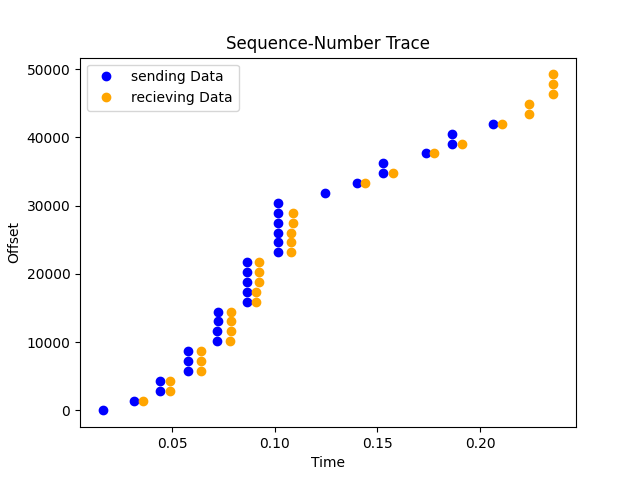 Sequence-Number Trace
sending Data
recieving Data
50000
40000
30000
20000
10000
0
Offset
0.05
0.10
0.15
0.20
Time